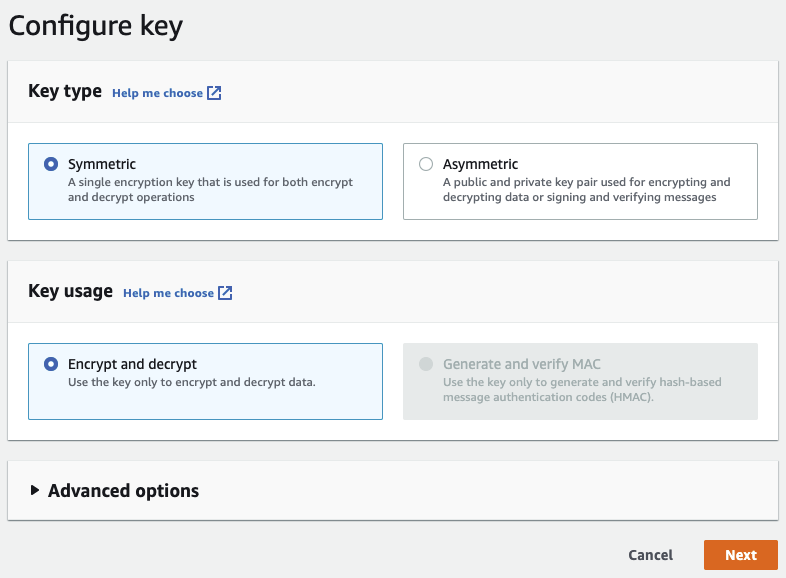 Configure key
Key type Help me choose
Symmetric
A single encryption key that is used for both encrypt
and decrypt operations
Asymmetric
A public and private key pair used for encrypting and
decrypting data or signing and verifying messages
Key usage Help me choose
Encrypt and decrypt
Use the key only to encrypt and decrypt data.
Generate and verify MAC
Use the key only to generate and verify hash-based
message authentication codes (HMAC).
Advanced options
Cancel
Next